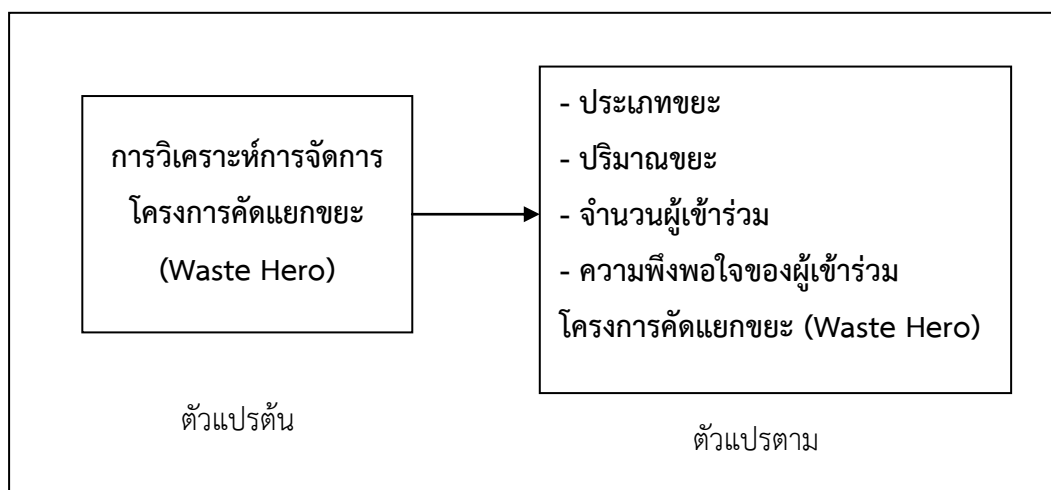 การวิเคราะห์การจัดการ
โครงการคัดแยกขยะ
(Waste Hero)
ตัวแปรต้น
- ประเภทขยะ
- ปริมาณขยะ
- จำนวนผู้เข้าร่วม
- ความพึงพอใจของผู้เข้าร่วม
โครงการคัดแยกขยะ (Waste Hero)
ตัวแปรตาม